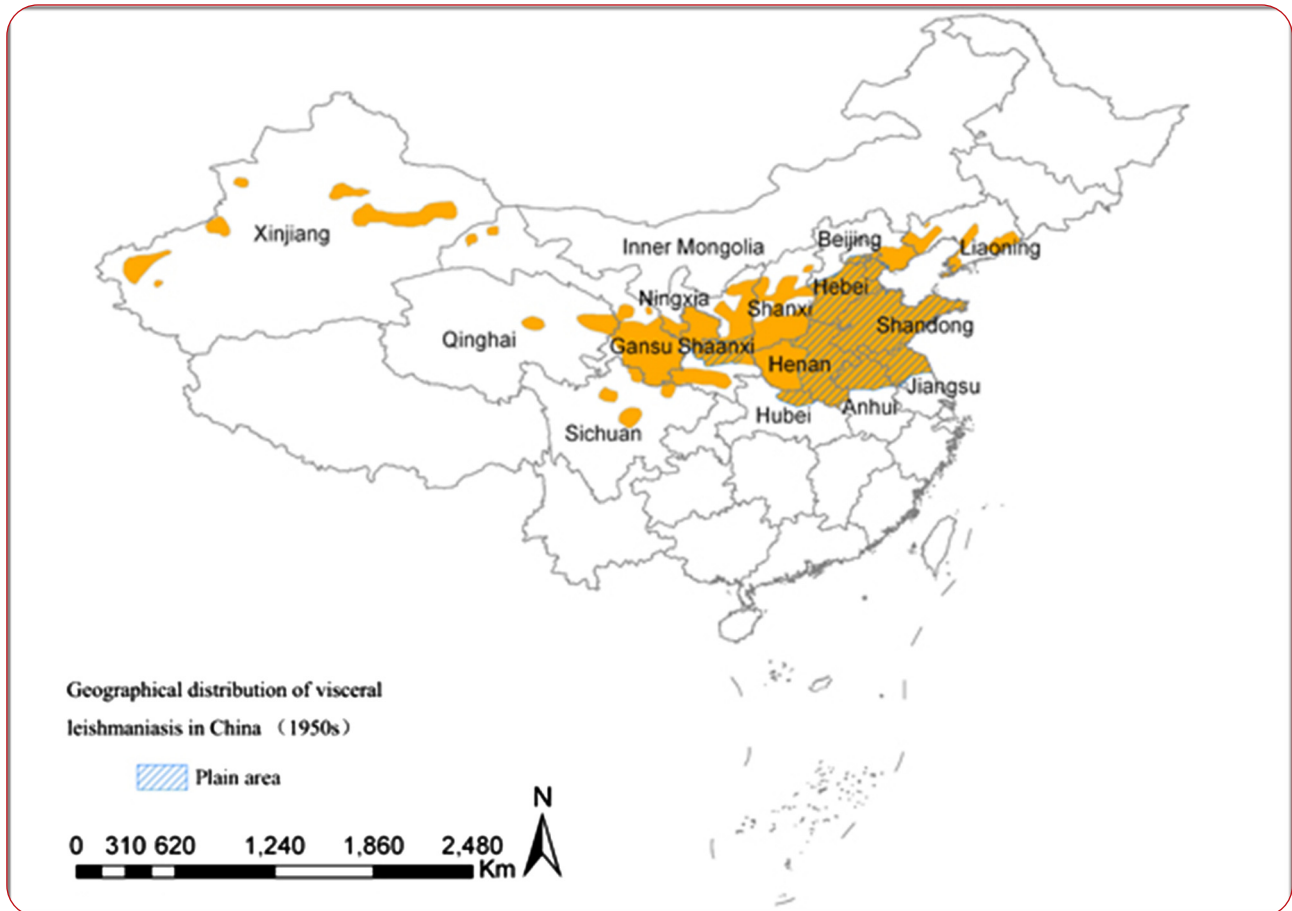 Xinjiang
Inner Mongolia
Beijing
Liaoning
Ningxia
Hebei
Shanxi
Shandong
Qinghai
Gansu
Shaanxi
Henan
Jiangsu
Hubei
Anhui
Sichuan
Geographical distribution of visceral
leishmaniasis in China （1950s）
Plain area
N
0 310 620 1,240 1,860 2,480
Km